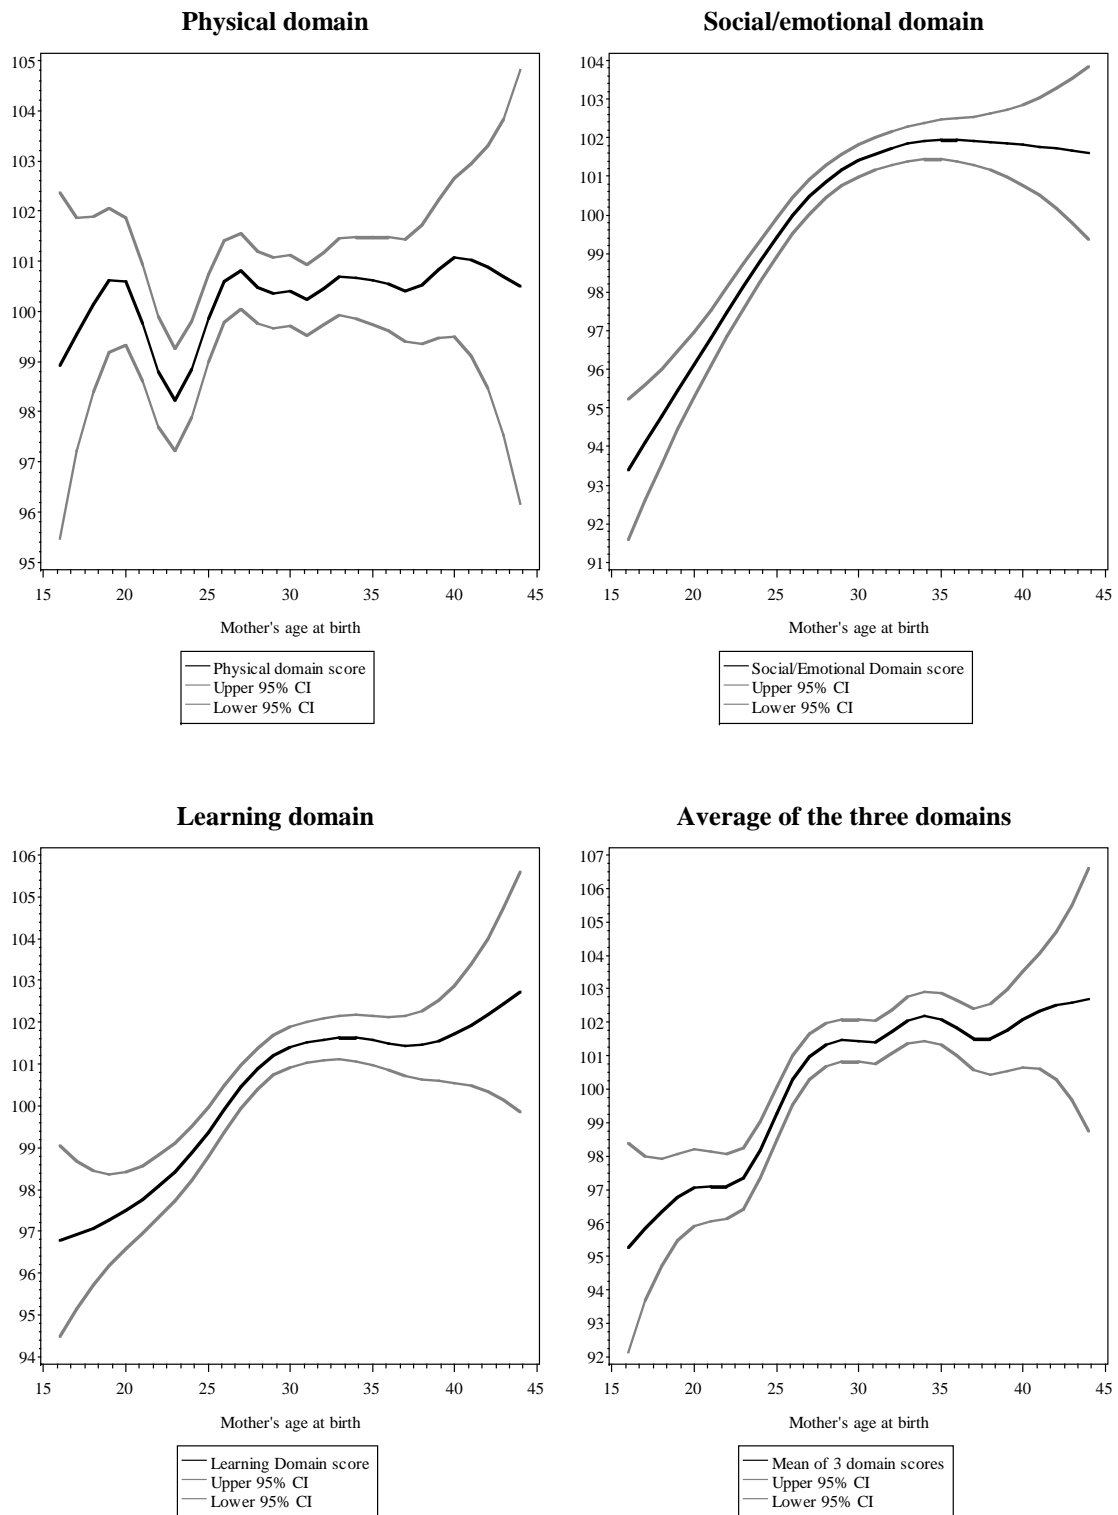 Physical domain
105
104
103
102
101
100
99
98
97
96
95
15 20 25 30 35 40 45
Mother's age at birth
Physical domain score
Upper 95% CI
Lower 95% CI
Social/emotional domain
104
103
102
101
100
99
98
97
96
95
94
93
92
91
15 20 25 30 35 40 45
Mother's age at birth
Social/Emotional Domain score
Upper 95% CI
Lower 95% CI
Learning domain
106
105
104
103
102
101
100
99
98
97
96
95
94
15 20 25 30 35 40 45
Mother's age at birth
Learning Domain score
Upper 95% CI
Lower 95% CI
Average of the three domains
107
106
105
104
103
102
101
100
99
98
97
96
95
94
93
92
15 20 25 30 35 40 45
Mother's age at birth
Mean of 3 domain scores
Upper 95% CI
Lower 95% CI